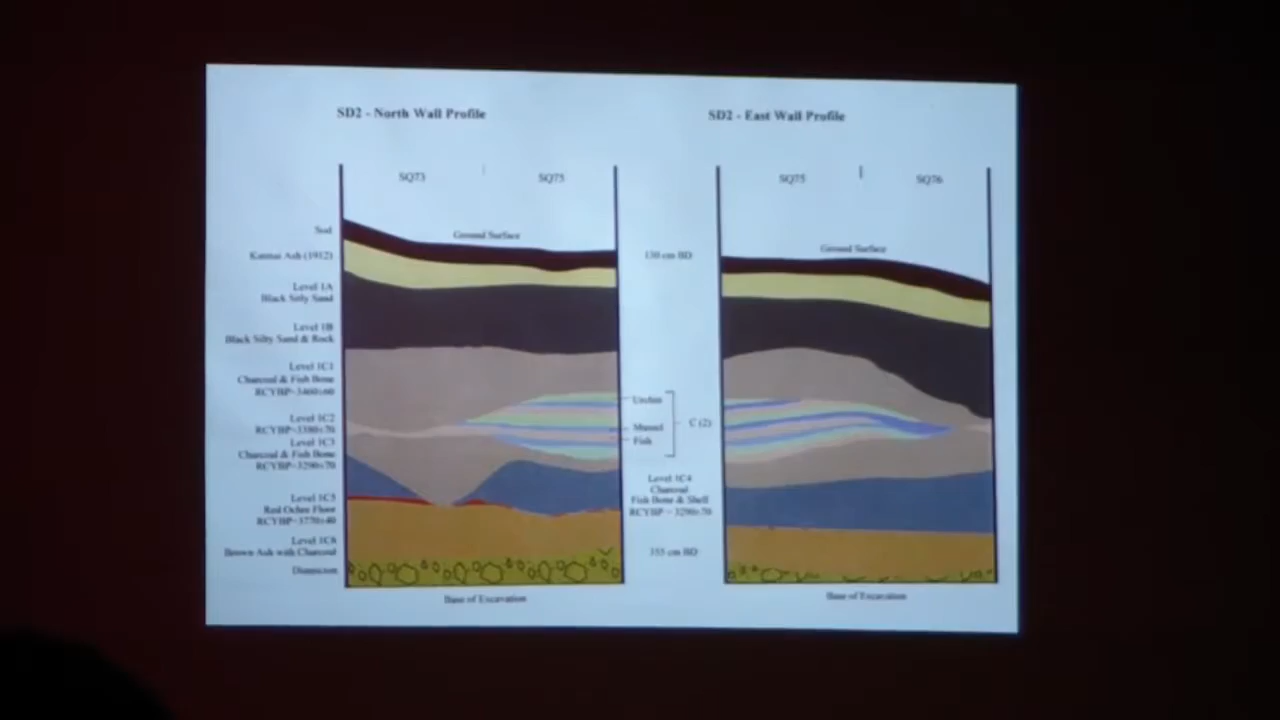 SD2 - North Wall Profile
SD2 - East Wall Profile
SQ73
SQ75
SQ75
SQ76
Sod
Ground Surface
Ground Surface
Katmai Ash (1912)
130 cm BD
Level 1A
Black Silty Sand
Level 1B
Black Silty Sand & Rock
Level 1C1
Charcoal & Fish Bone
RCYBP=3460±60
Urchin
Level 1C2
RCYBP=3380±70
Mussel
C (2)
Level 1C3
Fish
Charcoal & Fish Bone
RCYBP=3290±70
Level 1C4
Charcoal
Fish Bone & Shell
RCYBP = 3290±70
Level 1C5
Red Ochre Floor
RCYBP=3770±40
Level 1C6
Brown Ash with Charcoal
355 cm BD
Diamicton
Base of Excavation
Base of Excavation